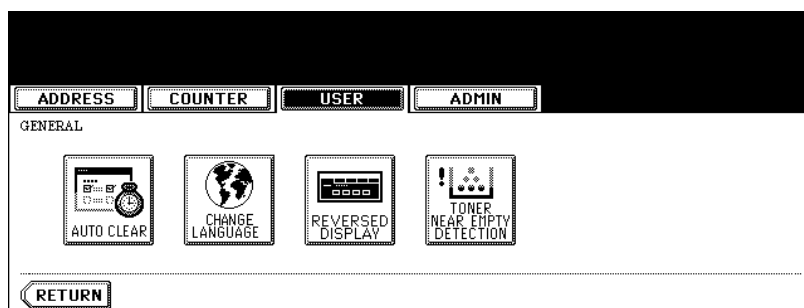 ADDRESS COUNTER USER ADMIN
GENERAL
AUTO CLEAR
CHANGE
LANGUAGE
REVERSED
DISPLAY
TONER
NEAR EMPTY
DETECTION
RETURN